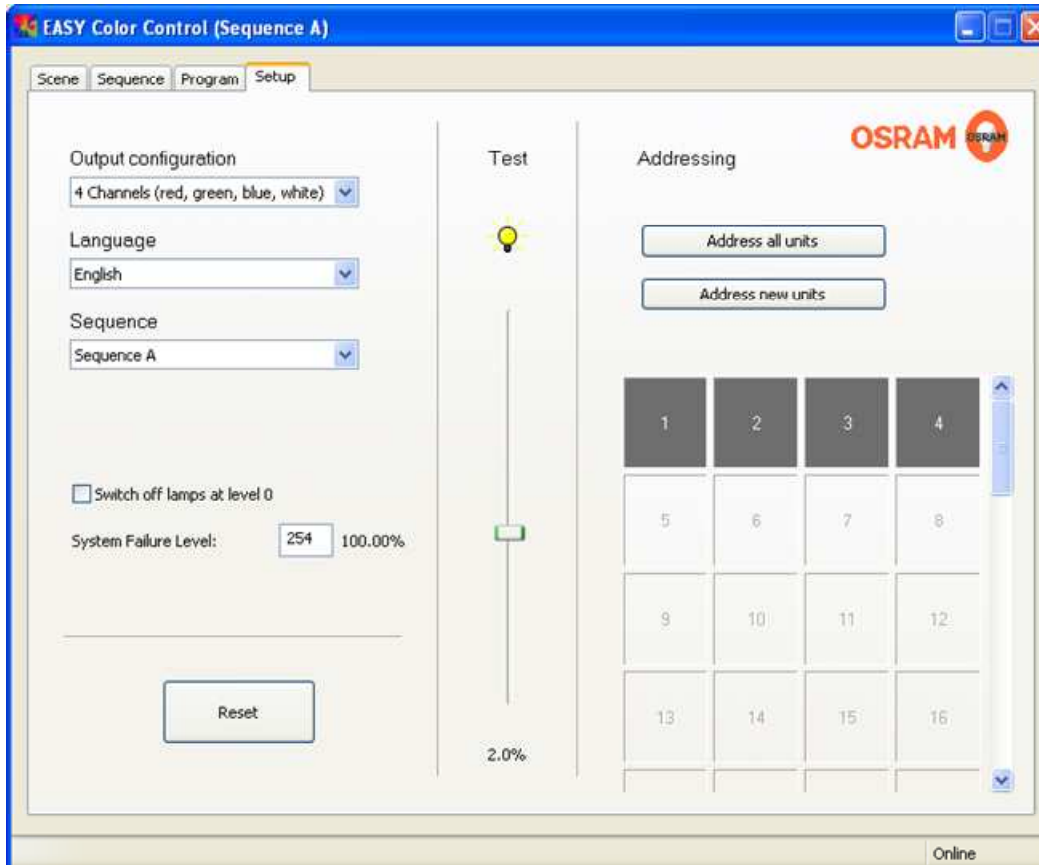 EASY Color Control (Sequence A)
Scene Sequence Program Setup
Output configuration
4 Channels (red, green, blue, white)
Language
English
Sequence
Sequence A
Switch off lamps at level 0
System Failure Level: 254 100.00%
Reset
Test
2.0%
Addressing
OSRAM OSRAM
Address all units
Address new units
1 2 3 4
5 6 7 8
9 10 11 12
13 14 15 16
Online